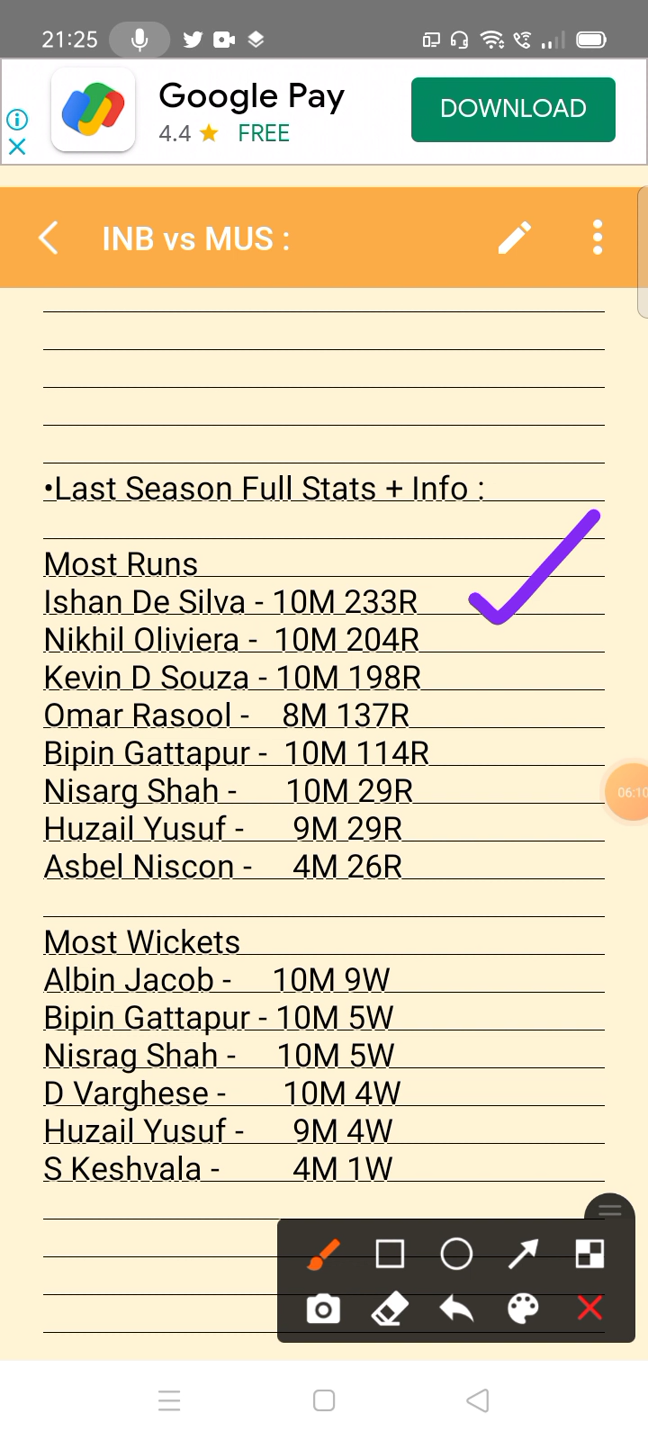 21:25
Google Pay
4.4 ★ FREE
DOWNLOAD
INB vs MUS :
•Last Season Full Stats + Info :
Most Runs
Ishan De Silva - 10M 233R
Nikhil Oliviera - 10M 204R
Kevin D Souza - 10M 198R
Omar Rasool - 8M 137R
Bipin Gattapur - 10M 114R
Nisarg Shah - 10M 29R
Huzail Yusuf - 9M 29R
Asbel Niscon - 4M 26R
06:10
Most Wickets
Albin Jacob - 10M 9W
Bipin Gattapur - 10M 5W
Nisrag Shah - 10M 5W
D Varghese - 10M 4W
Huzail Yusuf - 9M 4W
S Keshvala - 4M 1W